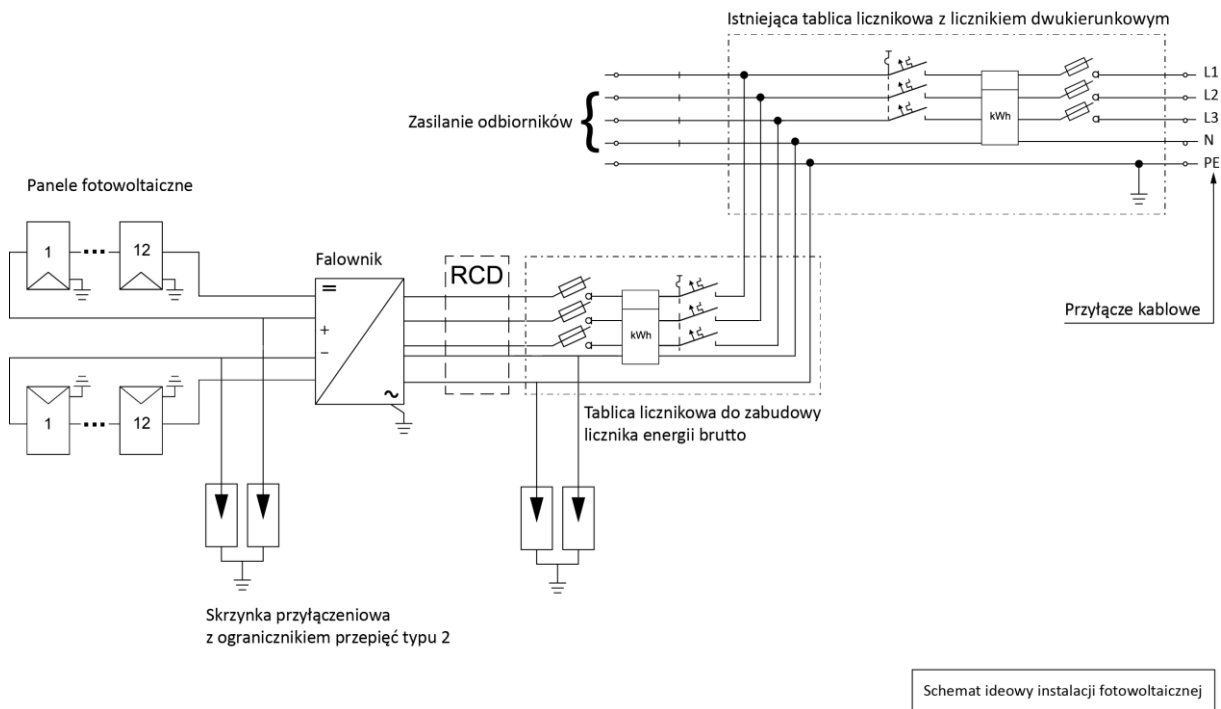 Istniejąca tablica licznikowa z licznikiem dwukierunkowym
L1
L2
L3
N
PE
kWh
Zasilanie odbiorników
Przyłącze kablowe
Panele fotowoltaiczne
1
12
Falownik
RCD
=
+
−
~
kWh
1
12
Tablica licznikowa do zabudowy
licznika energii brutto
Skrzynka przyłączeniowa
z ogranicznikiem przepięć typu 2
Schemat ideowy instalacji fotowoltaicznej